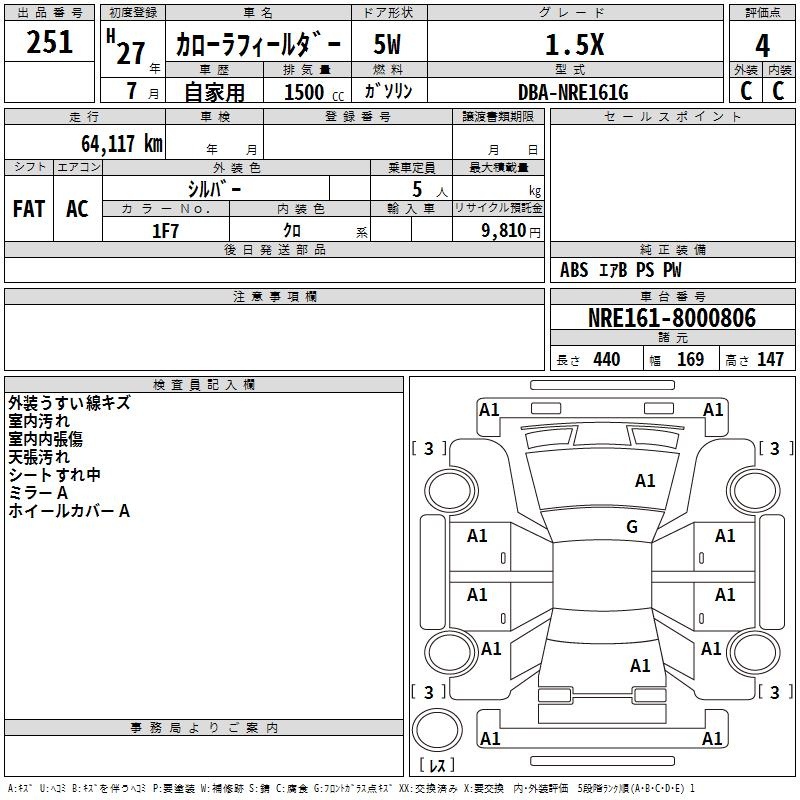 出品番号 初度登録 車名 ドア形状 グレード 評価点
251 H27年 カローラフィールダー 5W 1.5X 4
車歴 排気量 燃料 型式 外装 内装
7月 自家用 1500 CC ガソリン DBA-NRE161G C C
走行 車検 登録番号 譲渡書類期限 セールスポイント
64,117 km 年 月 月 日
シフト エアコン 外装色 乗車定員 最大積載量
FAT AC シルバー 5人 kg
カラーNo. 内装色 輸入車 リサイクル預託金
1F7 クロ 系 9,810円
後日発送部品 純正装備
ABS エアB PS PW
注意事項欄 車台番号
NRE161-8000806
諸元
長さ 440 幅 169 高さ 147
検査員記入欄
外装うすい線キズ
室内汚れ
室内内張傷
天張汚れ
シートすれ中
ミラーA
ホイールカバーA
A1 A1
[3] [3]
A1
G
A1 A1
A1 A1
A1 A1
A1
[3] [3]
A1 A1
[レス]
事務局よりご案内
A:キズ U:ヘコミ B:キズを伴うヘコミ P:要塗装 W:補修跡 S:錆 C:腐食 G:フロントガラス点キズ XX:交換済み X:要交換 内・外装評価 5段階ランク順(A・B・C・D・E) 1